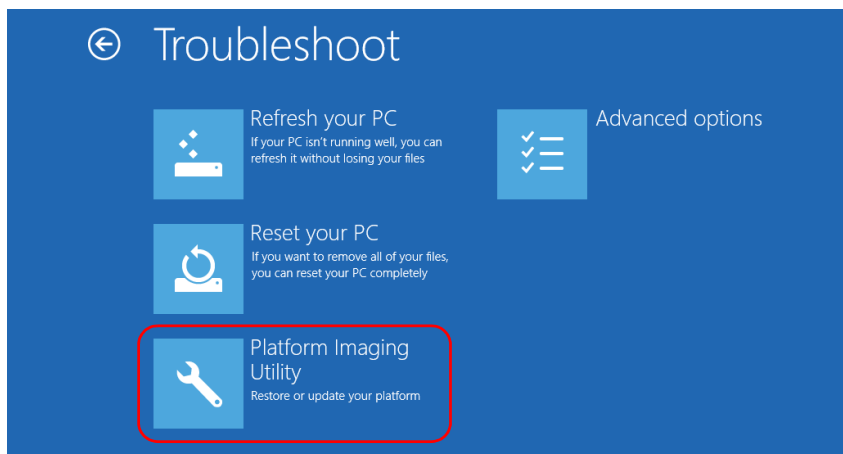 Troubleshoot
Refresh your PC
If your PC isn't running well, you can
refresh it without losing your files
Advanced options
Reset your PC
If you want to remove all of your files,
you can reset your PC completely
Platform Imaging
Utility
Restore or update your platform